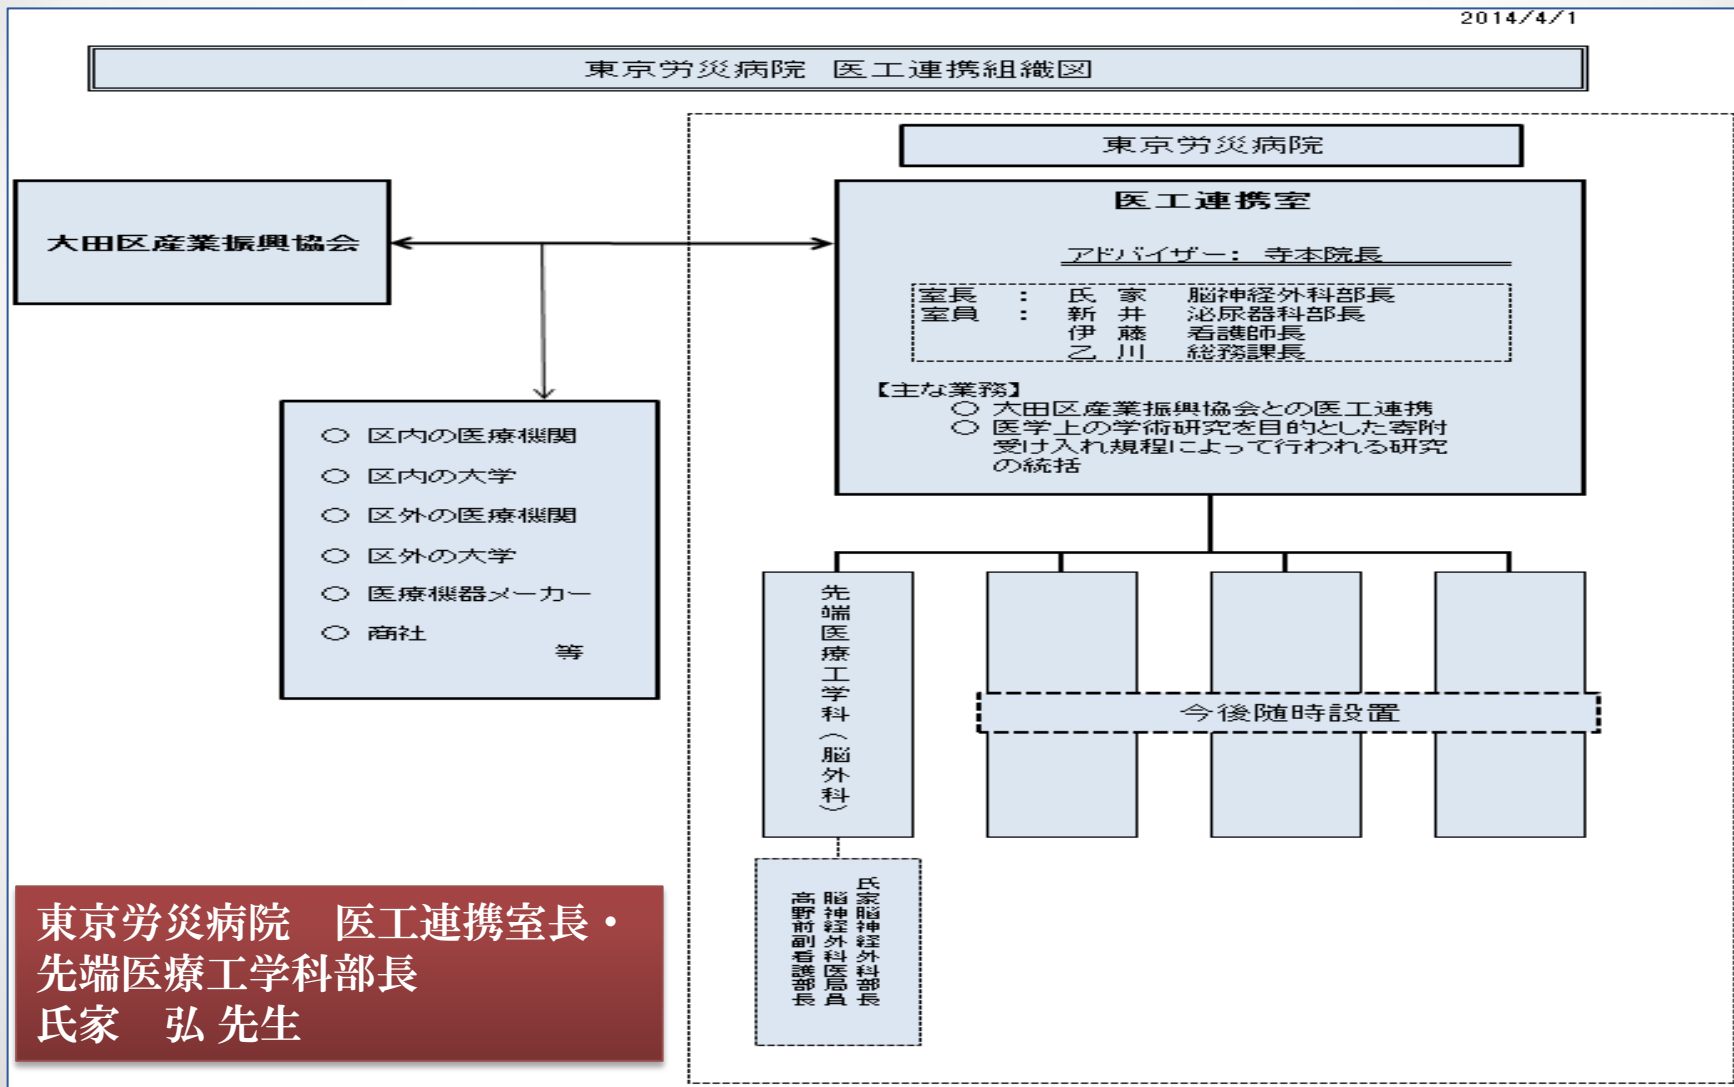 2014/4/1
東京労災病院　医工連携組織図
東京労災病院
大田区産業振興協会
医工連携室
アドバイザー：　寺本院長
室長　：　氏　家　脳神経外科部長
室員　：　新　井　泌尿器科部長
伊　藤　看護師長
乙　川　総務課長
【主な業務】
○ 大田区産業振興協会との医工連携
○ 医学上の学術研究を目的とした寄附
受け入れ規程によって行われる研究
の統括
○ 区内の医療機関
○ 区内の大学
○ 区外の医療機関
○ 区外の大学
○ 医療機器メーカー
○ 商社
等
先端医療工学科（脳外科）
今後随時設置
氏家脳神経外科部長
脳神経外科医局員
高野前副看護部長
東京労災病院　医工連携室長・
先端医療工学科部長
氏家　弘 先生